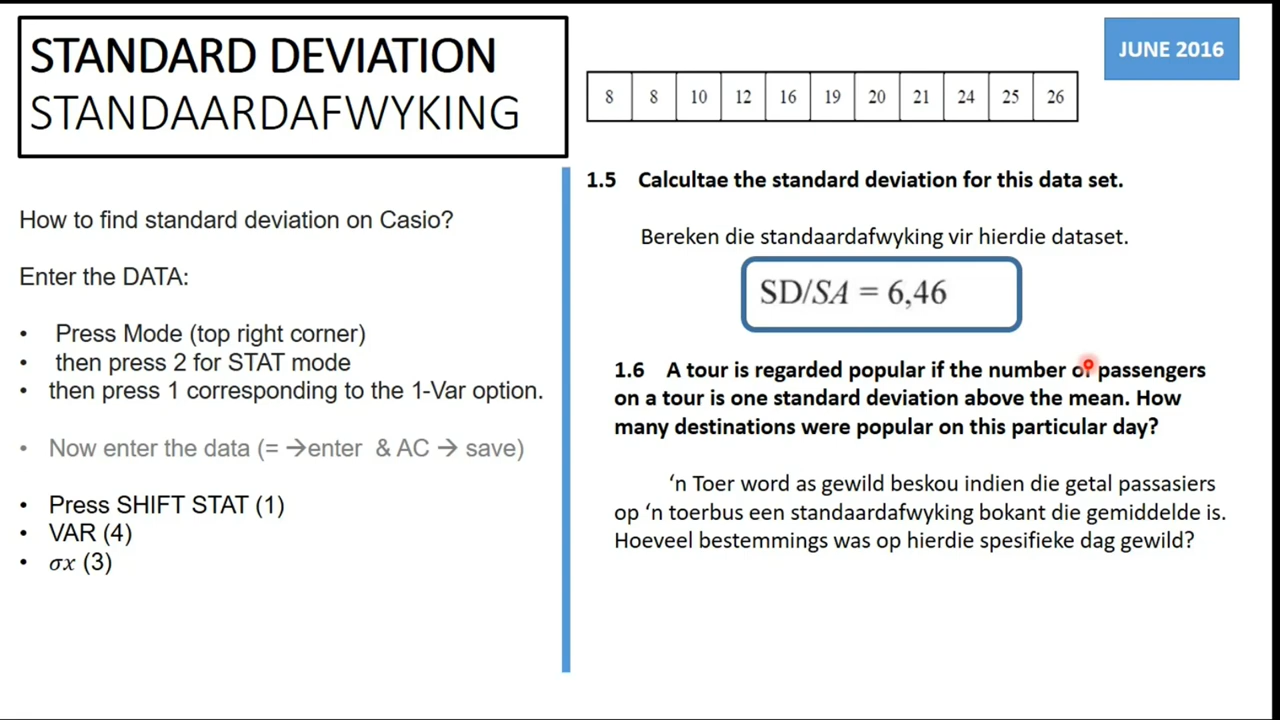 STANDARD DEVIATION
STANDAARDAFWYKING
JUNE 2016
8 8 10 12 16 19 20 21 24 25 26
How to find standard deviation on Casio?
Enter the DATA:
• Press Mode (top right corner)
• then press 2 for STAT mode
• then press 1 corresponding to the 1-Var option.
• Now enter the data (= →enter & AC → save)
• Press SHIFT STAT (1)
• VAR (4)
• 𝜎𝑥 (3)
1.5 Calcultae the standard deviation for this data set.
Bereken die standaardafwyking vir hierdie dataset.
SD/SA = 6,46
1.6 A tour is regarded popular if the number of passengers
on a tour is one standard deviation above the mean. How
many destinations were popular on this particular day?
‘n Toer word as gewild beskou indien die getal passasiers
op ‘n toerbus een standaardafwyking bokant die gemiddelde is.
Hoeveel bestemmings was op hierdie spesifieke dag gewild?